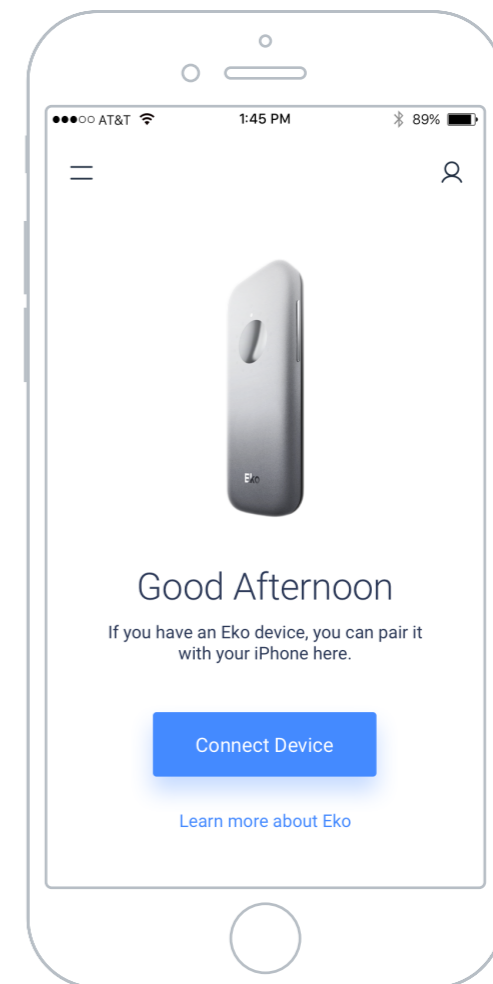 AT&T 1:45 PM 89%
Eko
Good Afternoon
If you have an Eko device, you can pair it
with your iPhone here.
Connect Device
Learn more about Eko